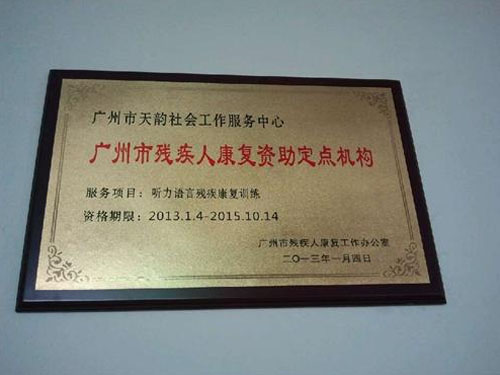 广州市天韵社会工作服务中心
广州市残疾人康复资助定点机构
服务项目：听力语言残疾康复训练
资格期限：2013.1.4-2015.10.14
广州市残疾人康复工作办公室
二〇一三年一月四日